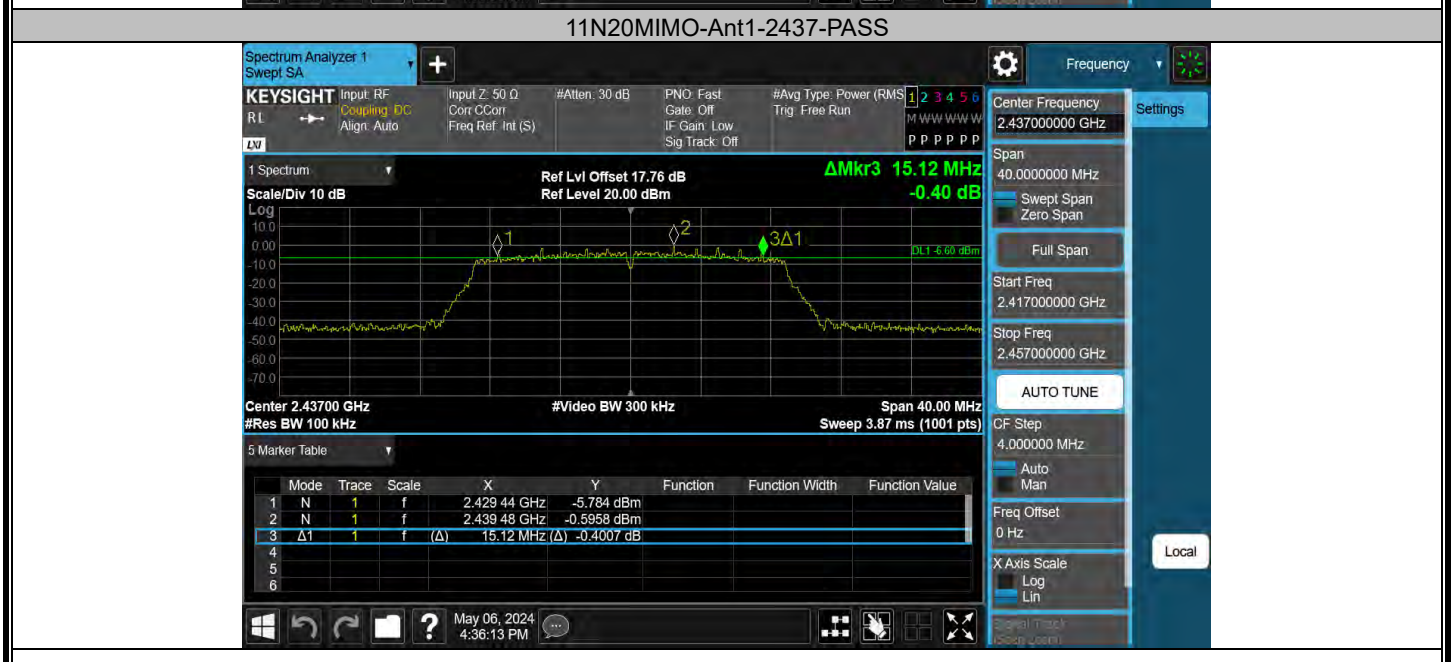 11N20MIMO-Ant1-2437-PASS
Spectrum Analyzer 1
Swept SA
+
Frequency
KEYSIGHT Input: RF Input Z: 50 Ω #Atten: 30 dB PNO: Fast #Avg Type: Power (RMS 1 2 3 4 5 6
RL Coupling: DC Corr CCorr Gate: Off Trig: Free Run M WW WW W
Align: Auto Freq Ref: Int (S) IF Gain: Low
LXI Sig Track: Off P P P P P P
Center Frequency Settings
2.437000000 GHz
1 Spectrum Ref Lvl Offset 17.76 dB ΔMkr3 15.12 MHz
Scale/Div 10 dB Ref Level 20.00 dBm -0.40 dB
Span
40.0000000 MHz
Swept Span
Zero Span
Log
10.0
0.00
-10.0
-20.0
-30.0
-40.0
-50.0
-60.0
-70.0
1
2
3Δ1
DL1 -6.60 dBm
Full Span
Start Freq
2.417000000 GHz
Stop Freq
2.457000000 GHz
AUTO TUNE
Center 2.43700 GHz #Video BW 300 kHz Span 40.00 MHz
#Res BW 100 kHz Sweep 3.87 ms (1001 pts)
CF Step
4.000000 MHz
Auto
Man
5 Marker Table
Mode Trace Scale X Y Function Function Width Function Value
1 N 1 f 2.429 44 GHz -5.784 dBm
2 N 1 f 2.439 48 GHz -0.5958 dBm
3 Δ1 1 f (Δ) 15.12 MHz (Δ) -0.4007 dB
4
5
6
Freq Offset
0 Hz
Local
X Axis Scale
Log
Lin
Signal Track
(Span Zoom)
? May 06, 2024
4:36:13 PM